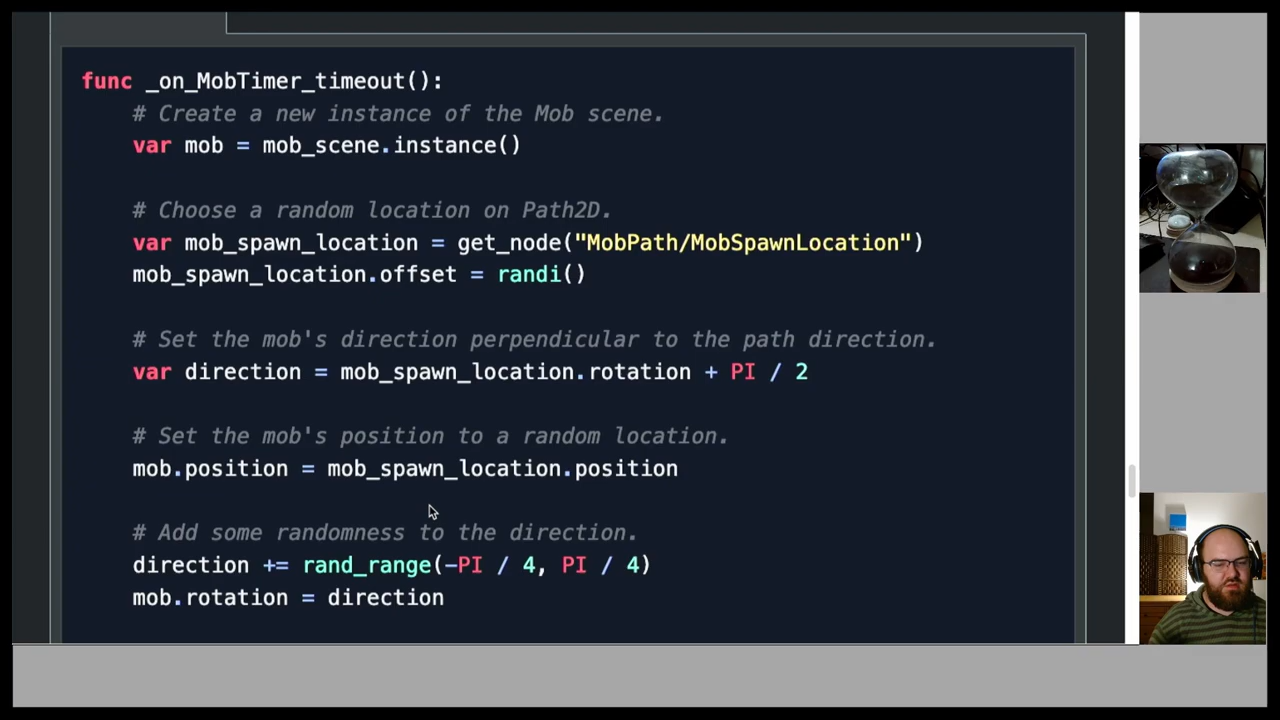 func _on_MobTimer_timeout():
# Create a new instance of the Mob scene.
var mob = mob_scene.instance()
# Choose a random location on Path2D.
var mob_spawn_location = get_node("MobPath/MobSpawnLocation")
mob_spawn_location.offset = randi()
# Set the mob's direction perpendicular to the path direction.
var direction = mob_spawn_location.rotation + PI / 2
# Set the mob's position to a random location.
mob.position = mob_spawn_location.position
# Add some randomness to the direction.
direction += rand_range(-PI / 4, PI / 4)
mob.rotation = direction